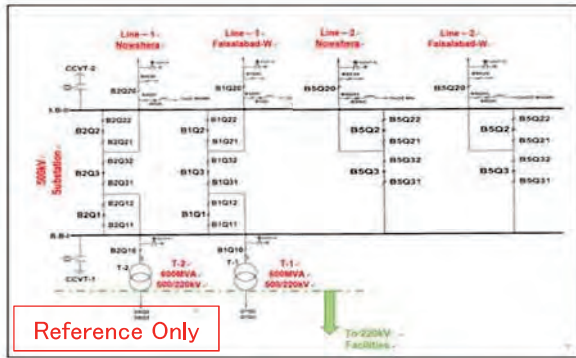 Line – 1
Nowshera
Line – 1
Faisalabad-W
Line – 2
Nowshera
Line – 2
Faisalabad-W
CCVT-2
B2Q20
B1Q20
B5Q20
B5Q20
B2Q22
B2Q2
B2Q21
B2Q32
B2Q3
B2Q31
B2Q12
B2Q1
B2Q11
B1Q22
B1Q2
B1Q21
B1Q32
B1Q3
B1Q31
B1Q12
B1Q1
B1Q11
B5Q22
B5Q2
B5Q21
B5Q32
B5Q3
B5Q31
B5Q22
B5Q2
B5Q21
B5Q32
B5Q3
B5Q31
500kV
Substation
B2Q10
B1Q10
CCVT-1
T-2
T-2
600MVA
500/220kV
T-1
T-1
600MVA
500/220kV
Reference Only
To 220kV
Facilities